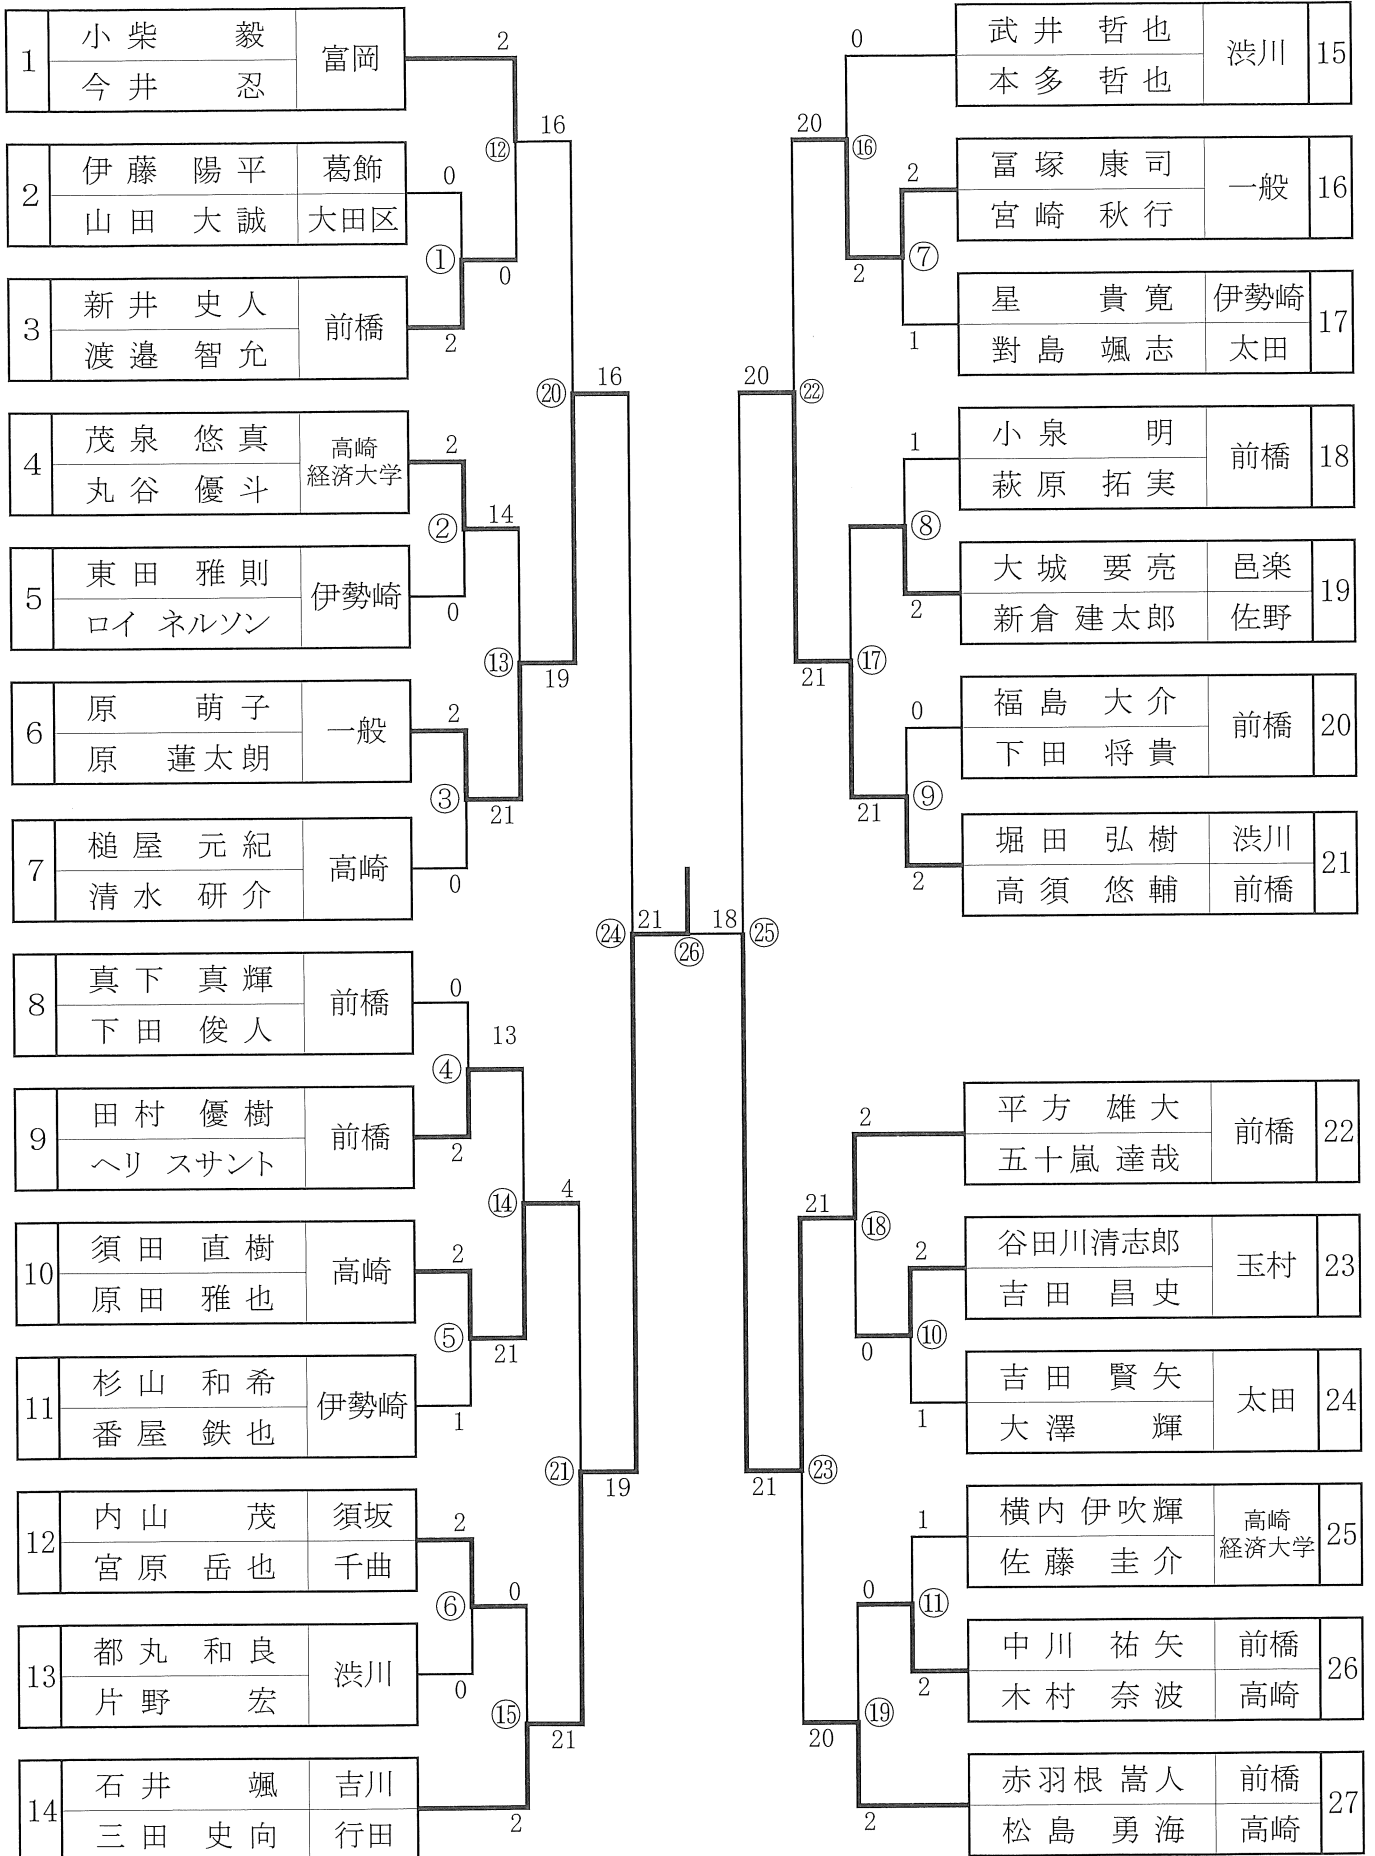 1
小柴 毅
今井 忍
富岡
2
伊藤 陽平
葛飾
山田 大誠
大田区
3
新井 史人
渡邉 智允
前橋
4
茂泉 悠真
丸谷 優斗
高崎
経済大学
5
東田 雅則
ロイ ネルソン
伊勢崎
6
原 萌子
原 蓮太朗
一般
7
槌屋 元紀
清水 研介
高崎
8
真下 真輝
下田 俊人
前橋
9
田村 優樹
ヘリ スサント
前橋
10
須田 直樹
原田 雅也
高崎
11
杉山 和希
番屋 鉄也
伊勢崎
12
内山 茂
須坂
宮原 岳也
千曲
13
都丸 和良
片野 宏
渋川
14
石井 颯
吉川
三田 史向
行田
2
⑫
16
0
①
0
2
⑳
16
2
②
14
0
⑬
19
2
③
21
0
㉔
21
㉖
18
㉕
0
④
13
2
⑭
4
2
⑤
21
1
㉑
19
2
⑥
0
0
⑮
21
2
0
20
⑯
2
2
⑦
1
20
㉒
1
⑧
2
21
⑰
0
21
⑨
2
2
21
⑱
2
0
⑩
1
21
㉓
1
0
⑪
2
20
⑲
2
武井 哲也
本多 哲也
渋川
15
冨塚 康司
宮崎 秋行
一般
16
星 貴寛
伊勢崎
對島 颯志
太田
17
小泉 明
萩原 拓実
前橋
18
大城 要亮
邑楽
新倉 建太郎
佐野
19
福島 大介
下田 将貴
前橋
20
堀田 弘樹
渋川
高須 悠輔
前橋
21
平方 雄大
五十嵐 達哉
前橋
22
谷田川清志郎
吉田 昌史
玉村
23
吉田 賢矢
大澤 輝
太田
24
横内 伊吹輝
佐藤 圭介
高崎
経済大学
25
中川 祐矢
前橋
木村 奈波
高崎
26
赤羽根 嵩人
前橋
松島 勇海
高崎
27